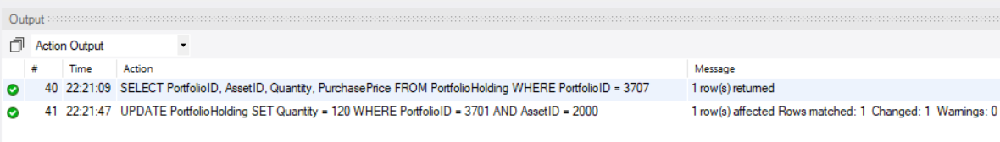 Output
Action Output
# Time Action Message
40 22:21:09 SELECT PortfolioID, AssetID, Quantity, PurchasePrice FROM PortfolioHolding WHERE PortfolioID = 3707 1 row(s) returned
41 22:21:47 UPDATE PortfolioHolding SET Quantity = 120 WHERE PortfolioID = 3701 AND AssetID = 2000 1 row(s) affected Rows matched: 1 Changed: 1 Warnings: 0